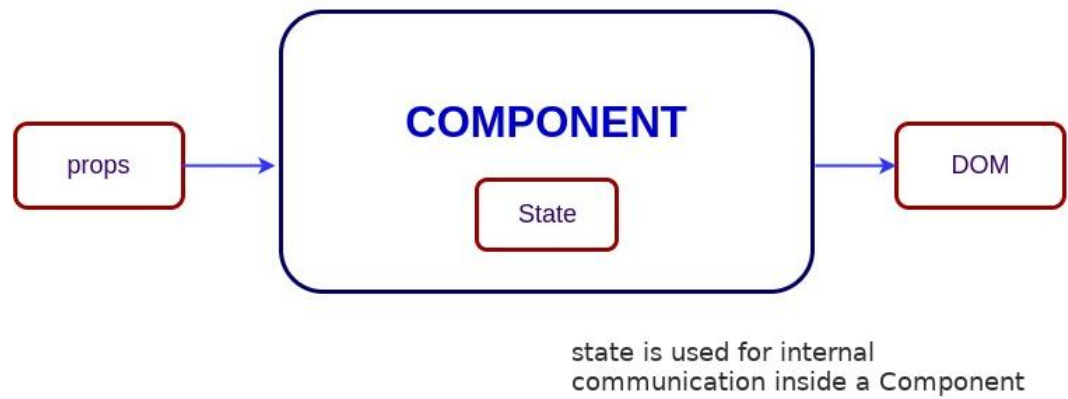 COMPONENT
props
State
DOM
state is used for internal
communication inside a Component